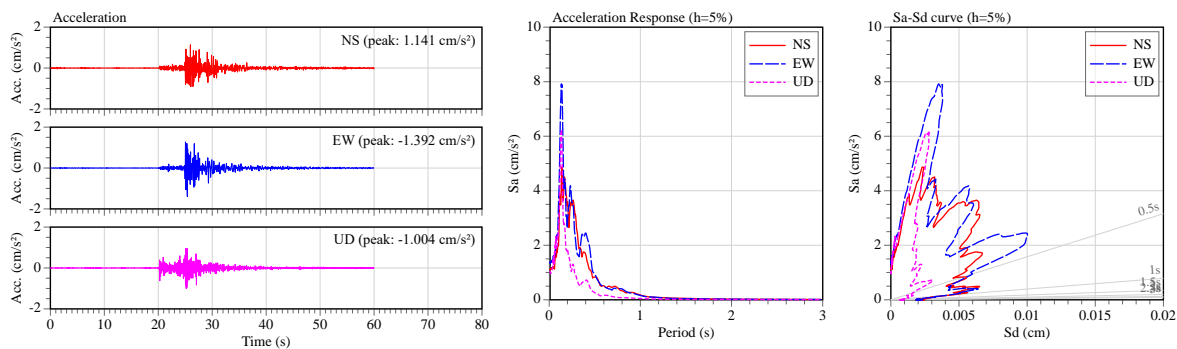 Acceleration
NS (peak: 1.141 cm/s²)
Acc. (cm/s²)
2
0
-2
EW (peak: -1.392 cm/s²)
Acc. (cm/s²)
2
0
-2
UD (peak: -1.004 cm/s²)
Acc. (cm/s²)
2
0
-2
0 10 20 30 40 50 60 70 80
Time (s)
Acceleration Response (h=5%)
NS
EW
UD
Sa (cm/s²)
10
8
6
4
2
0
0 1 2 3
Period (s)
Sa-Sd curve (h=5%)
NS
EW
UD
Sa (cm/s²)
10
8
6
4
2
0
0.5s
1s
0 0.005 0.01 0.015 0.02
Sd (cm)